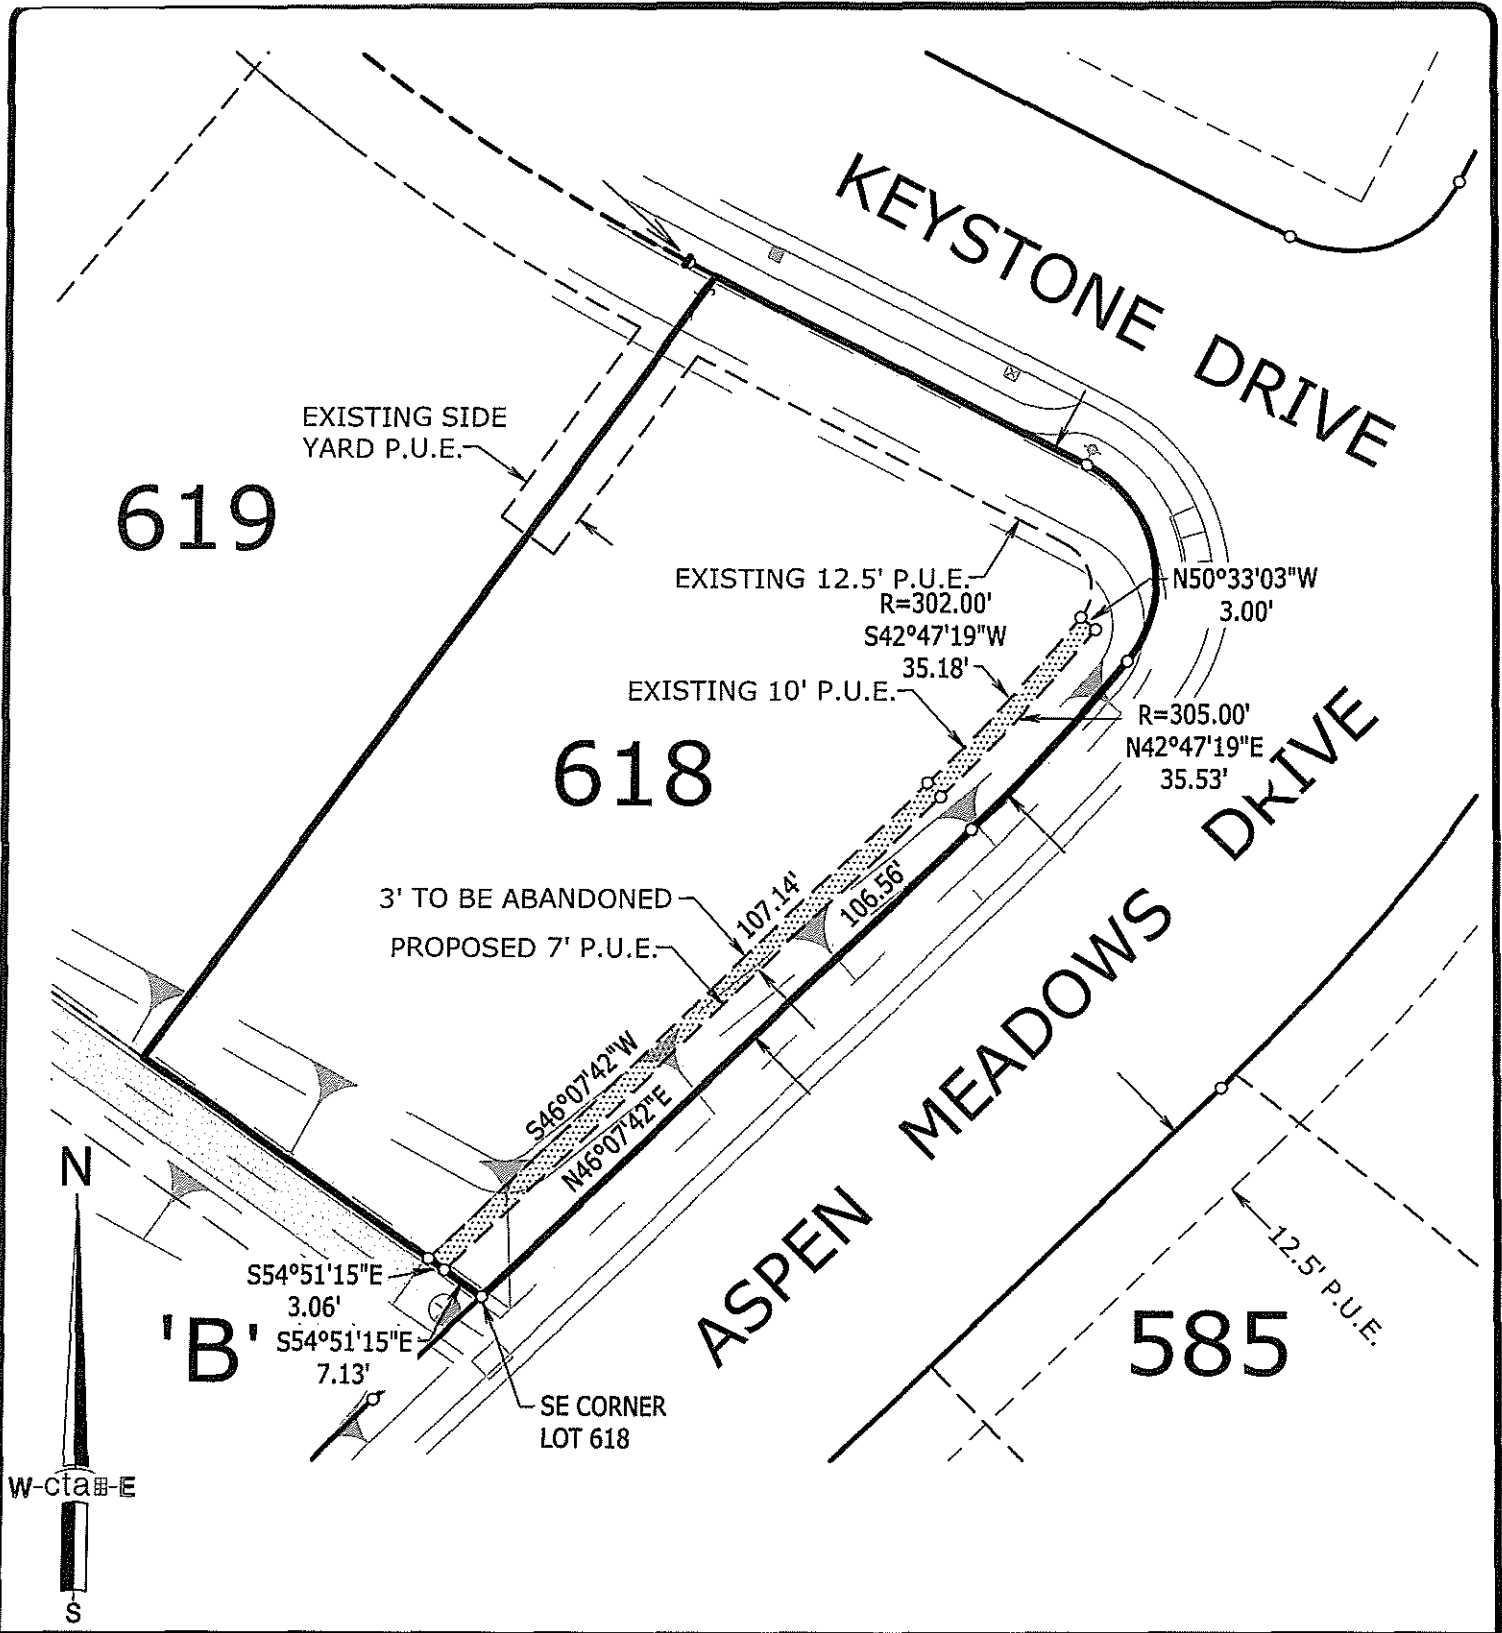 KEYSTONE DRIVE
EXISTING SIDE
YARD P.U.E.
619
EXISTING 12.5' P.U.E.
R=302.00'
S42°47'19"W
35.18'
N50°33'03"W
3.00'
EXISTING 10' P.U.E.
R=305.00'
N42°47'19"E
35.53'
618
ASPEN MEADOWS DRIVE
3' TO BE ABANDONED
107.14'
106.56'
PROPOSED 7' P.U.E.
S46°07'42"W
N46°07'42"E
N
S54°51'15"E
3.06'
'B'
S54°51'15"E
7.13'
12.5' P.U.E.
585
SE CORNER
LOT 618
W-cta-E
S